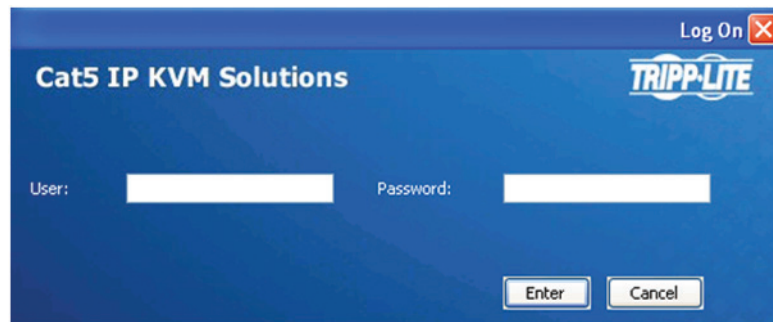 Log On
Cat5 IP KVM Solutions
TRIPP·LITE
User:
Password:
Enter
Cancel